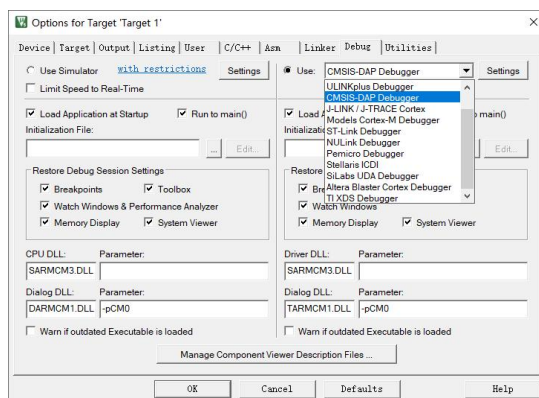 Options for Target 'Target 1'
Device | Target | Output | Listing | User | C/C++ | Asm | Linker Debug | Utilities |
Use Simulator with restrictions Settings
Limit Speed to Real-Time
Use: CMSIS-DAP Debugger Settings
ULINKplus Debugger
CMSIS-DAP Debugger
J-LINK / J-TRACE Cortex
Models Cortex-M Debugger
ST-Link Debugger
NULink Debugger
Pemicro Debugger
Stellaris ICDI
SiLabs UDA Debugger
Altera Blaster Cortex Debugger
TI XDS Debugger
Load Application at Startup Run to main()
Initialization File:
... Edit...
Restore Debug Session Settings
Breakpoints Toolbox
Watch Windows & Performance Analyzer
Memory Display System Viewer
Load main()
Edit...
Restore
Watch Windows
Memory Display System Viewer
CPU DLL: Parameter:
SARMCM3.DLL
Driver DLL: Parameter:
SARMCM3.DLL
Dialog DLL: Parameter:
DARMCM1.DLL -pCM0
Dialog DLL: Parameter:
TARMCM1.DLL -pCM0
Warn if outdated Executable is loaded
Warn if outdated Executable is loaded
Manage Component Viewer Description Files ...
OK Cancel Defaults Help